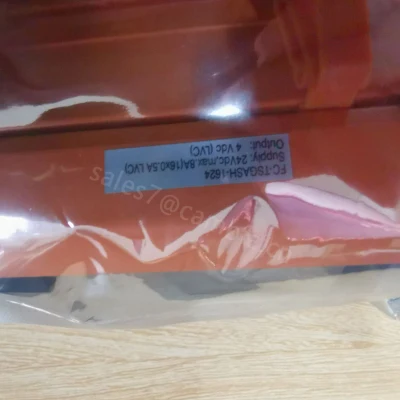 FC-TSGASH-1624
Supply: 24Vdc,max.8A(16x0.5A LVC)
Output: 4 Vdc (LVC)
sales7@ca